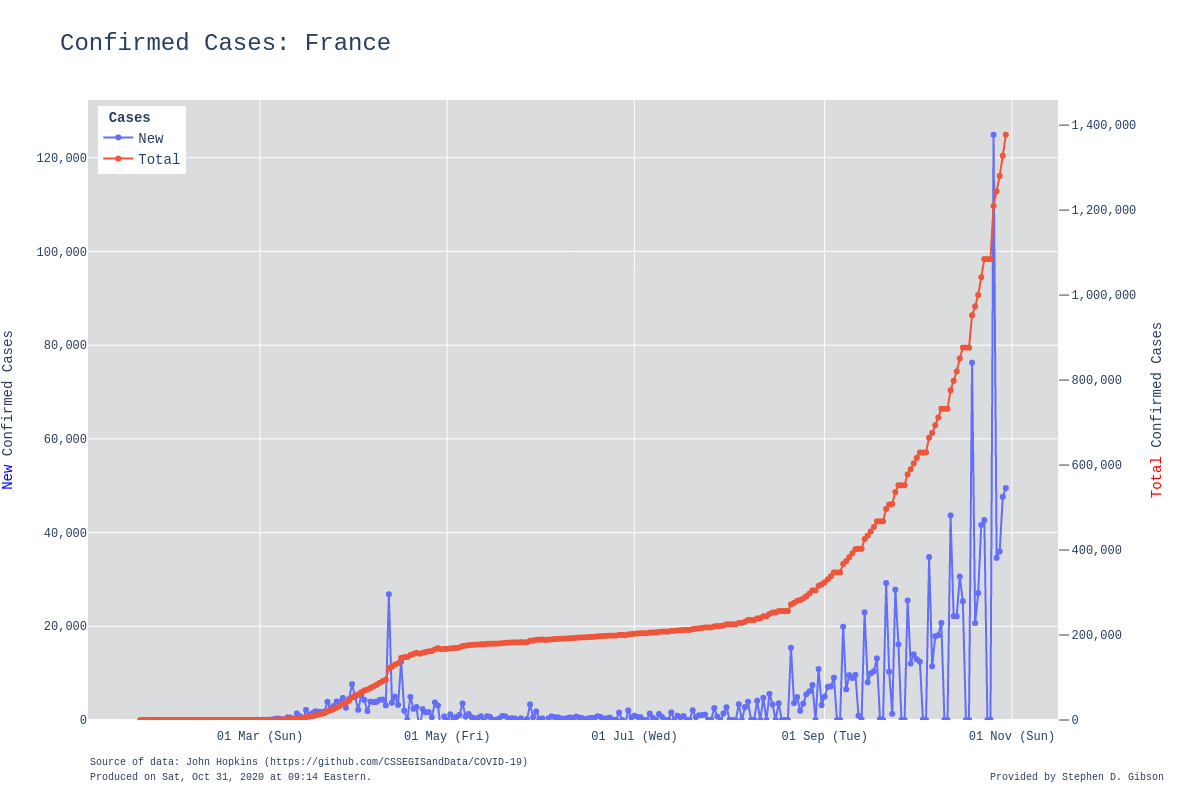 Confirmed Cases: France
Cases
New
Total
120,000
100,000
80,000
60,000
40,000
20,000
0
1,400,000
1,200,000
1,000,000
800,000
600,000
400,000
200,000
0
New Confirmed Cases
Total Confirmed Cases
01 Mar (Sun)
01 May (Fri)
01 Jul (Wed)
01 Sep (Tue)
01 Nov (Sun)
Source of data: John Hopkins (https://github.com/CSSEGISandData/COVID-19)
Produced on Sat, Oct 31, 2020 at 09:14 Eastern.
Provided by Stephen D. Gibson